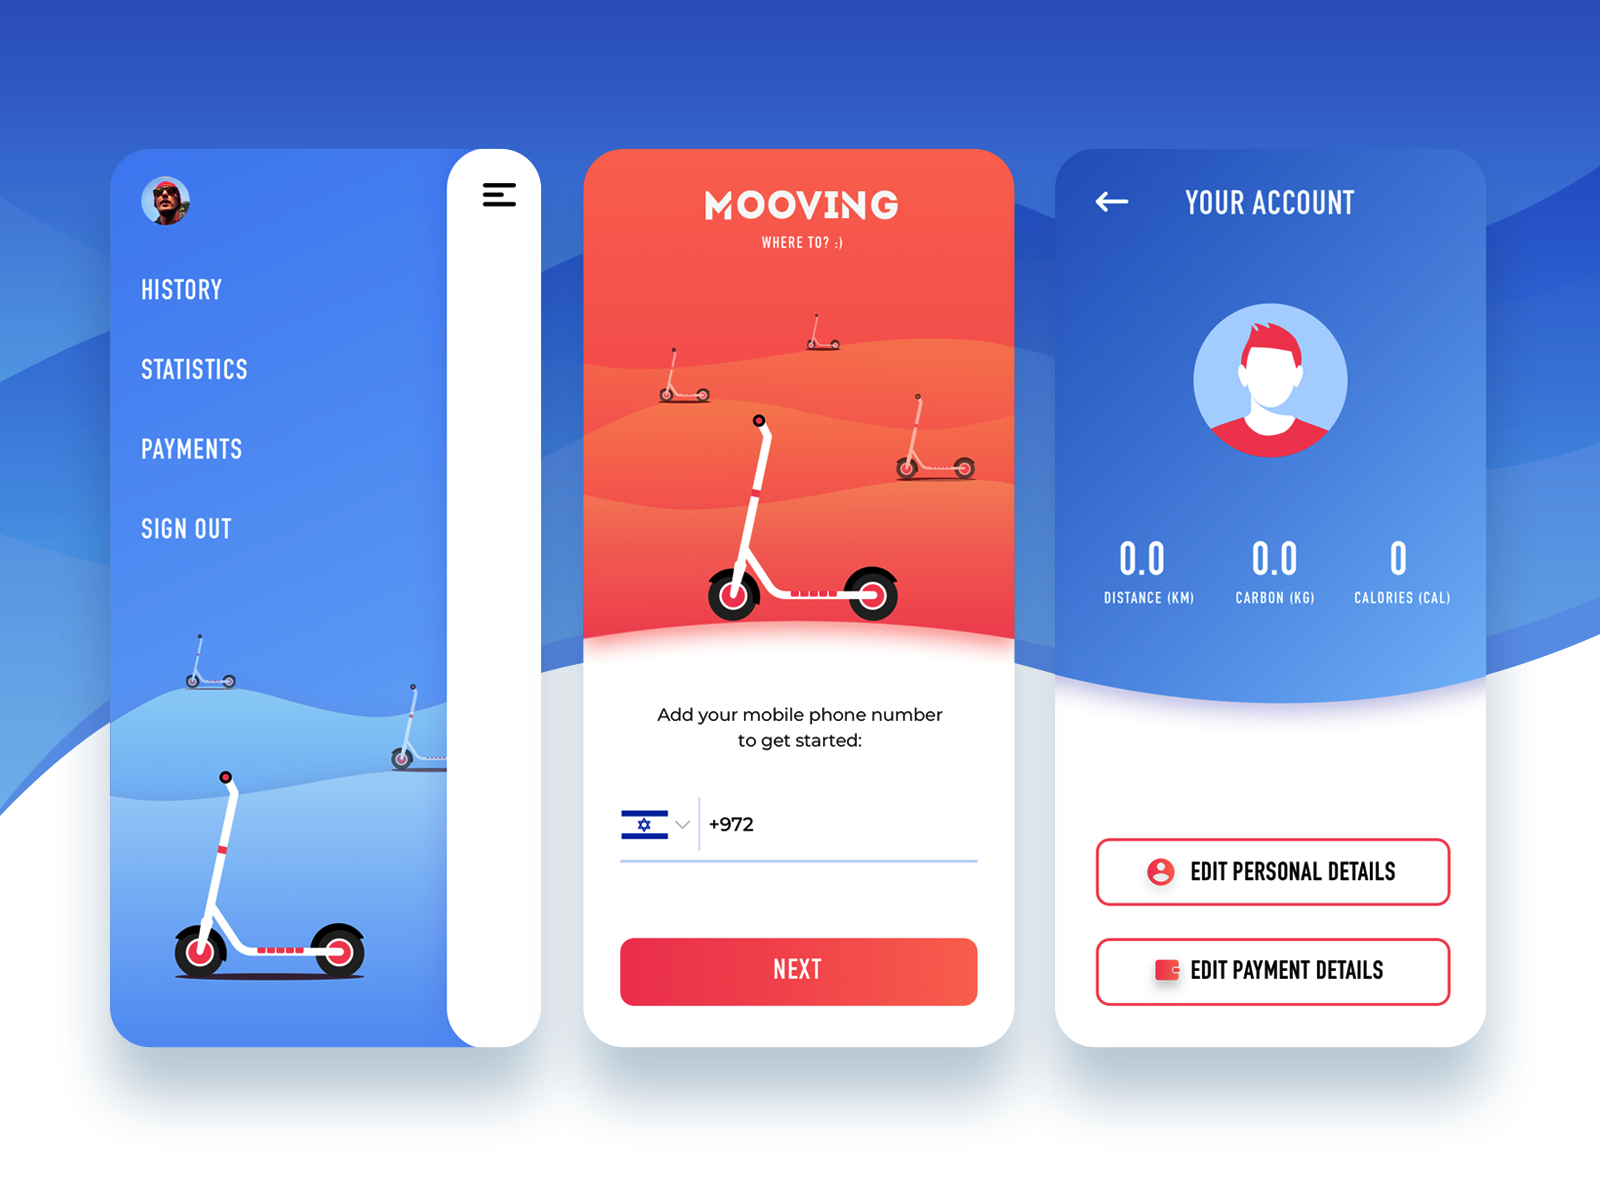 HISTORY
STATISTICS
PAYMENTS
SIGN OUT
MOOVING
WHERE TO? :)
Add your mobile phone number
to get started:
+972
NEXT
YOUR ACCOUNT
0.0
DISTANCE (KM)
0.0
CARBON (KG)
0
CALORIES (CAL)
EDIT PERSONAL DETAILS
EDIT PAYMENT DETAILS